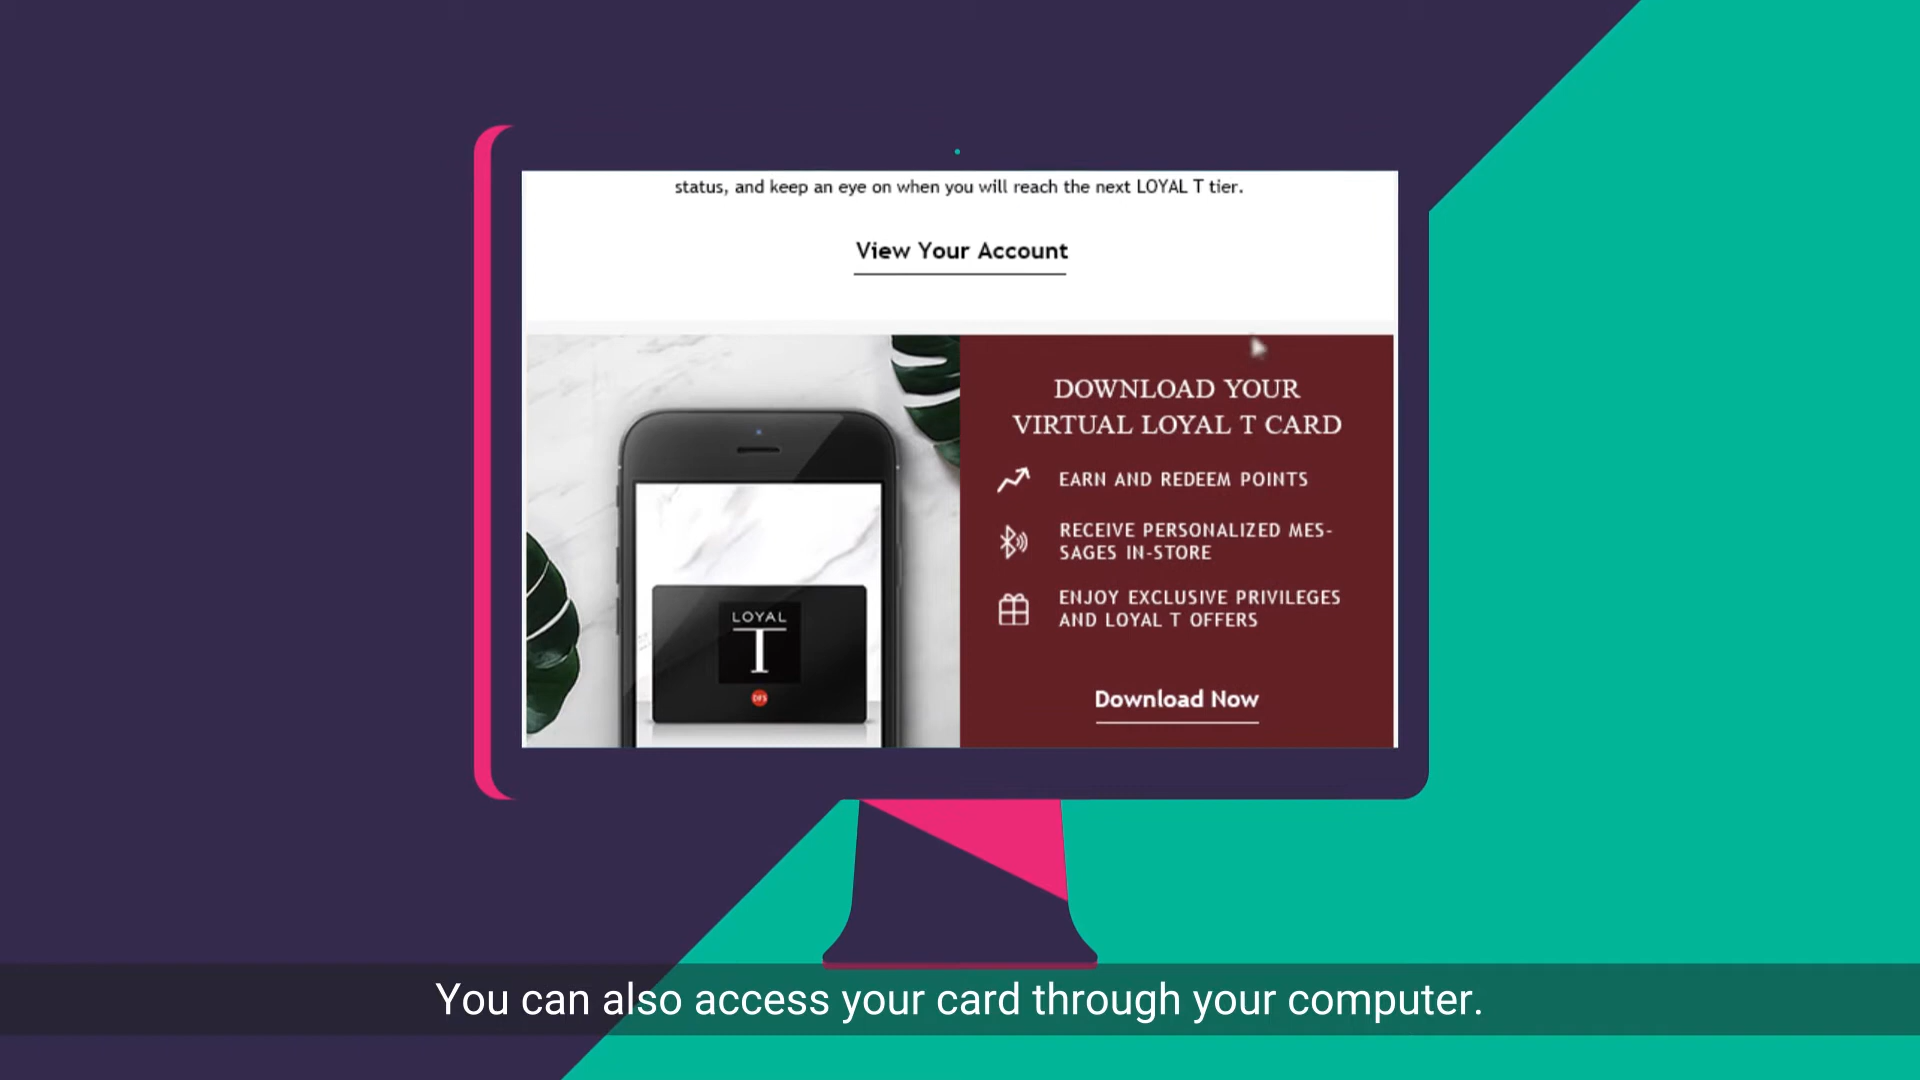 status, and keep an eye on when you will reach the next LOYAL T tier.
View Your Account
DOWNLOAD YOUR
VIRTUAL LOYAL T CARD
EARN AND REDEEM POINTS
RECEIVE PERSONALIZED MES-
SAGES IN-STORE
ENJOY EXCLUSIVE PRIVILEGES
AND LOYAL T OFFERS
Download Now
LOYAL
T
DFS
You can also access your card through your computer.